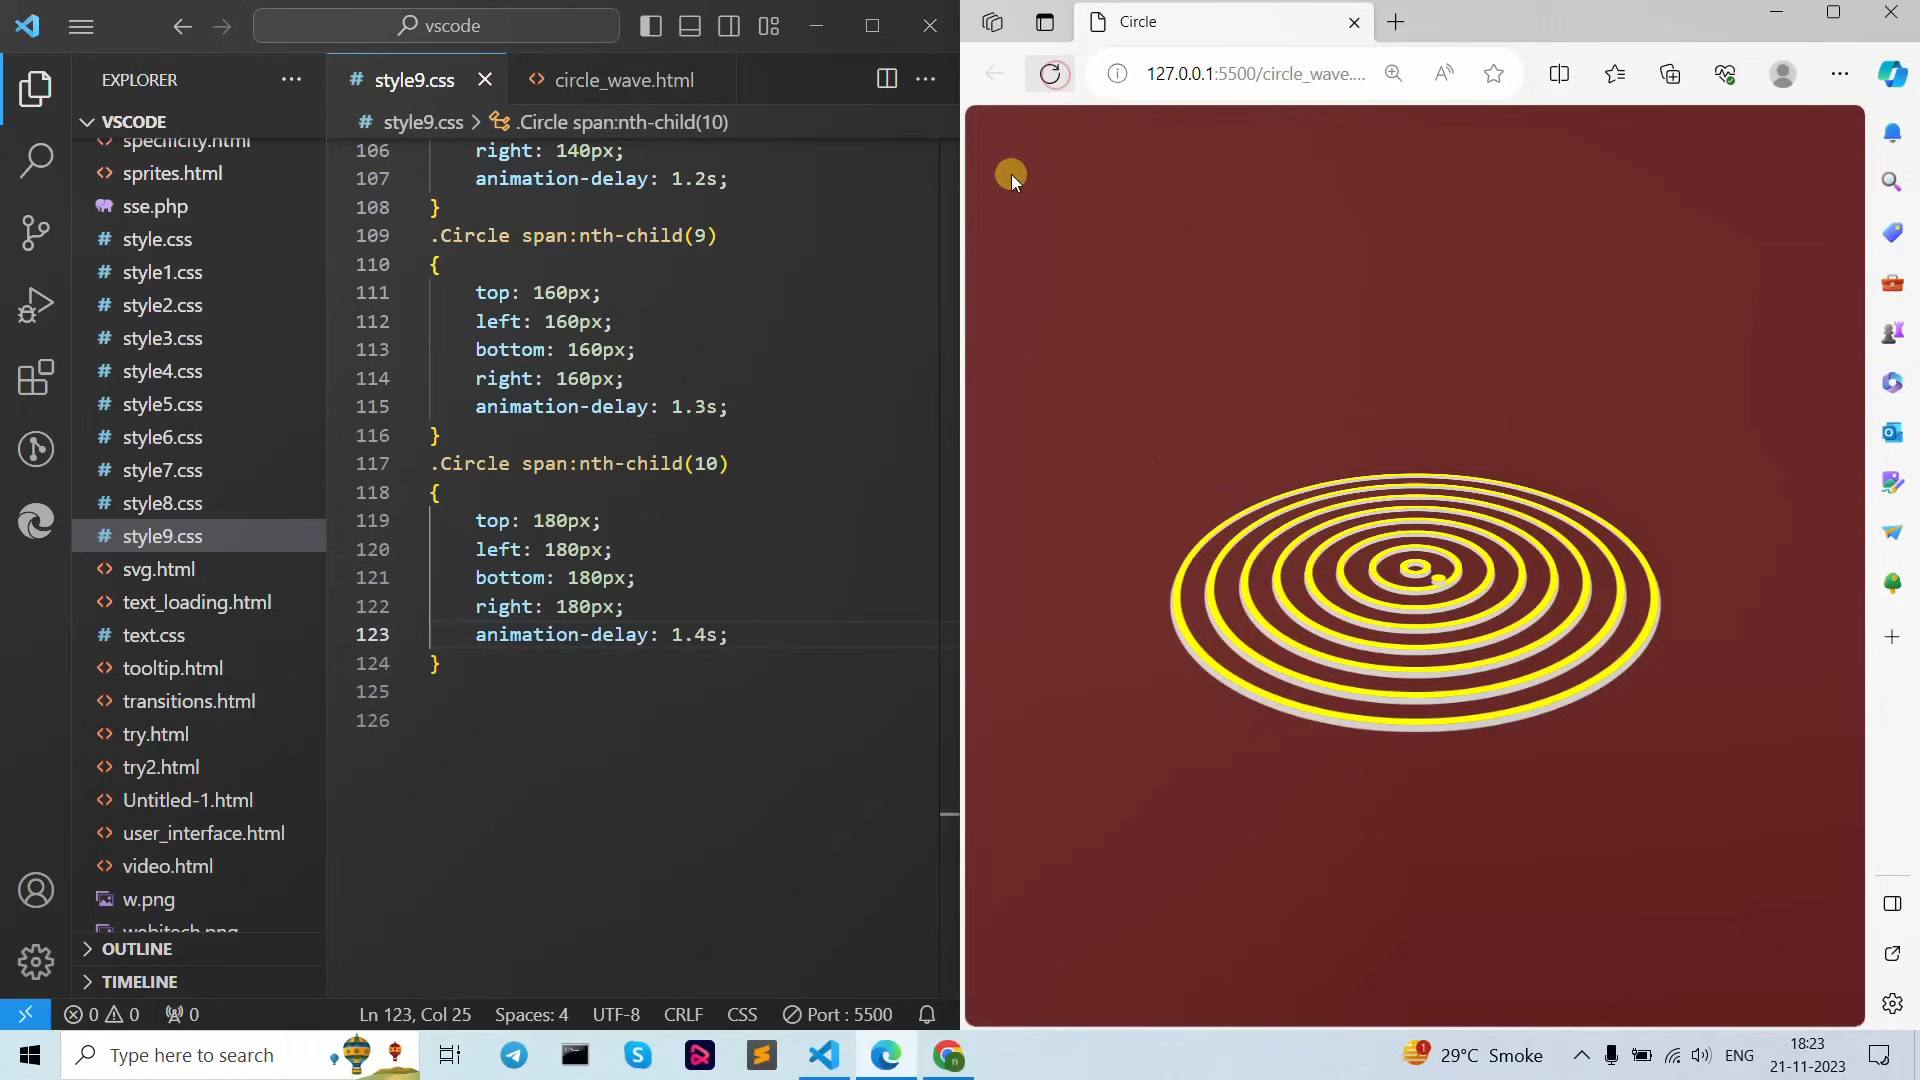 vscode
EXPLORER
VSCODE
specificity.html
sprites.html
sse.php
style.css
style1.css
style2.css
style3.css
style4.css
style5.css
style6.css
style7.css
style8.css
style9.css
svg.html
text_loading.html
text.css
tooltip.html
transitions.html
try.html
try2.html
Untitled-1.html
user_interface.html
video.html
w.png
webitech.png
OUTLINE
TIMELINE
style9.css
circle_wave.html
style9.css > .Circle span:nth-child(10)
106 right: 140px;
107 animation-delay: 1.2s;
108 }
109 .Circle span:nth-child(9)
110 {
111 top: 160px;
112 left: 160px;
113 bottom: 160px;
114 right: 160px;
115 animation-delay: 1.3s;
116 }
117 .Circle span:nth-child(10)
118 {
119 top: 180px;
120 left: 180px;
121 bottom: 180px;
122 right: 180px;
123 animation-delay: 1.4s;
124 }
125
126
0 0 0
Ln 123, Col 25 Spaces: 4 UTF-8 CRLF CSS Port : 5500
Circle
127.0.0.1:5500/circle_wave....
Type here to search
1
29°C Smoke
ENG
18:23
21-11-2023